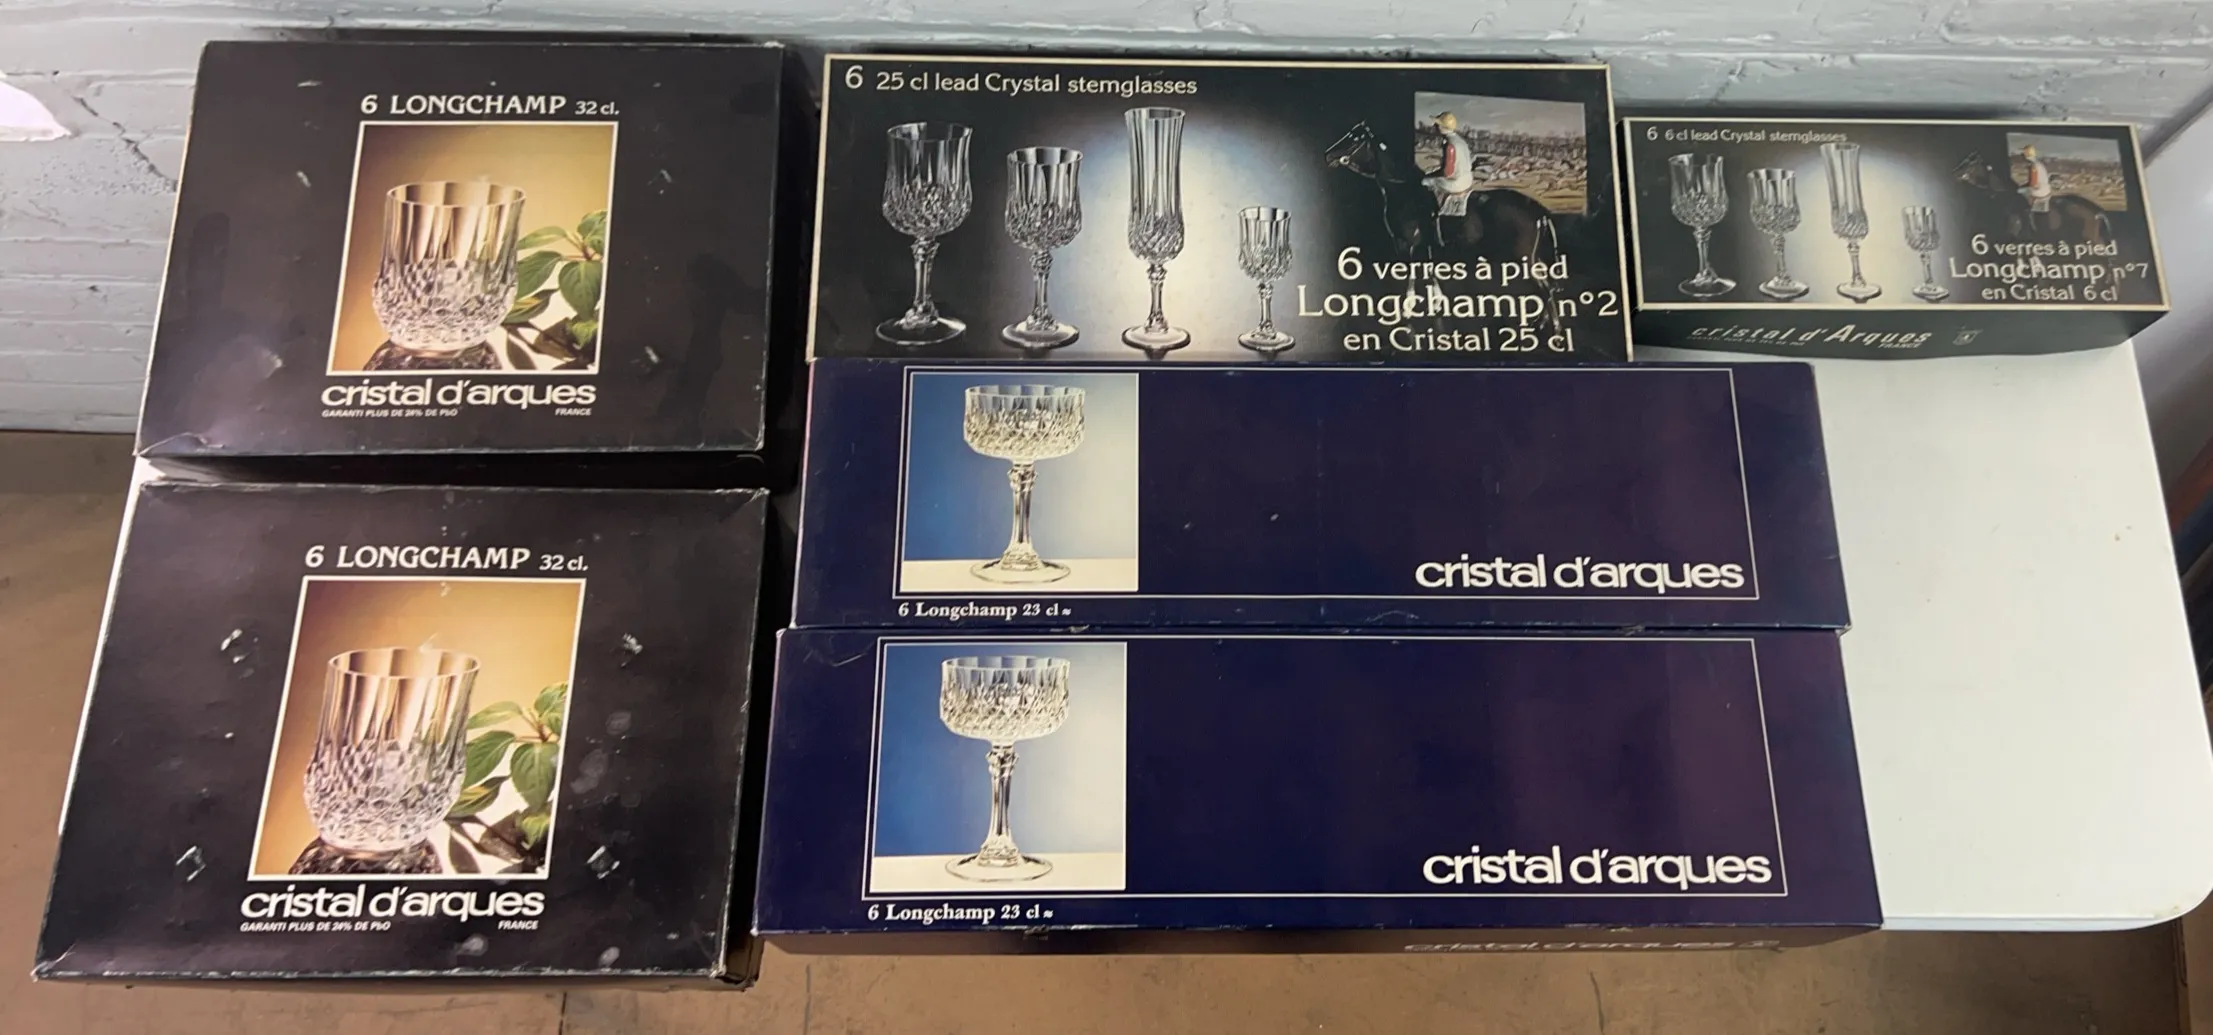 6 LONGCHAMP 32 cl.
cristal d'arques
GARANTI PLUS DE 24% DE PbO FRANCE
6 LONGCHAMP 32 cl.
cristal d'arques
GARANTI PLUS DE 24% DE PbO FRANCE
6 25 cl lead Crystal stemglasses
6 verres à pied
Longchamp n°2
en Cristal 25 cl
6 6 cl lead Crystal stemglasses
6 verres à pied
Longchamp n°7
en Cristal 6 cl
cristal d'Arques
FRANCE
cristal d'arques
6 Longchamp 23 cl ≈
cristal d'arques
6 Longchamp 23 cl ≈
cristal d'arques